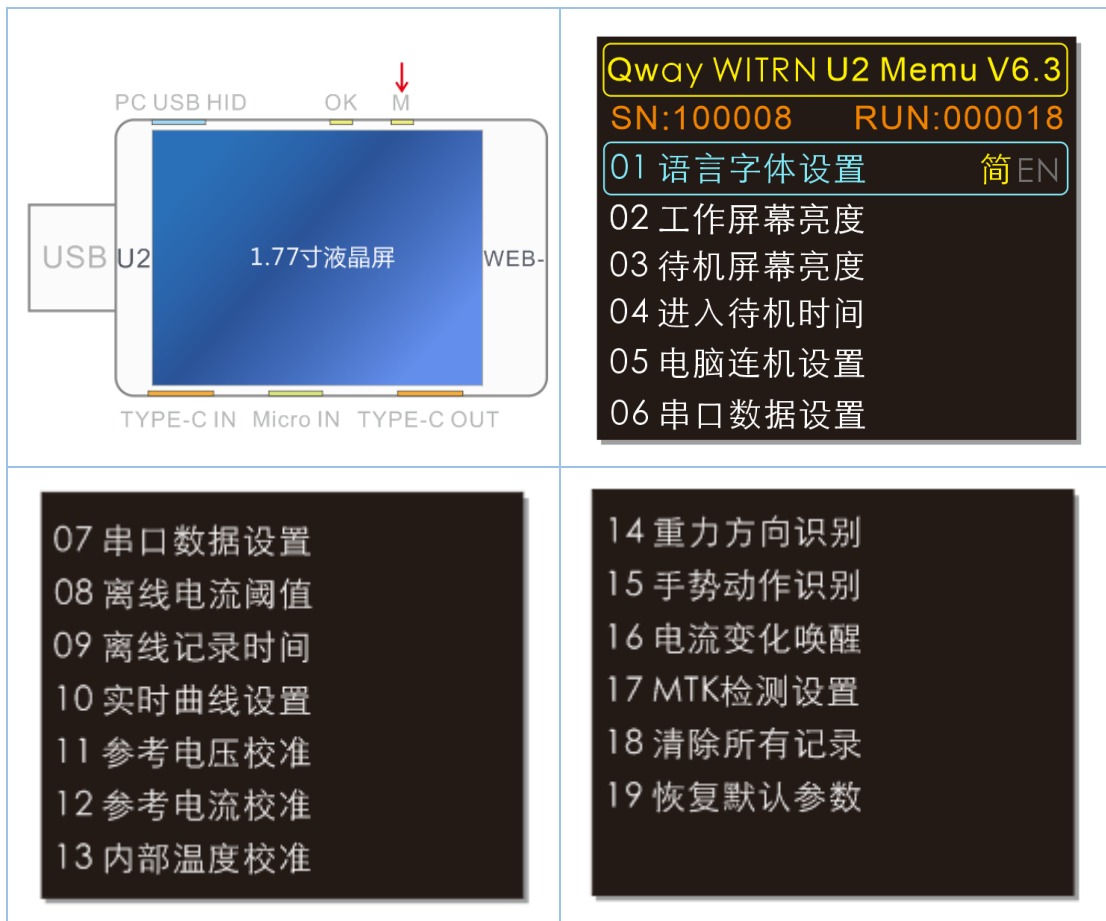 PC USB HID OK M
USB U2 1.77寸液晶屏 WEB-
TYPE-C IN Micro IN TYPE-C OUT
Qway WITRN U2 Memu V6.3
SN:100008 RUN:000018
01 语言字体设置 简 EN
02 工作屏幕亮度
03 待机屏幕亮度
04 进入待机时间
05 电脑连机设置
06 串口数据设置
07 串口数据设置
08 离线电流阈值
09 离线记录时间
10 实时曲线设置
11 参考电压校准
12 参考电流校准
13 内部温度校准
14 重力方向识别
15 手势动作识别
16 电流变化唤醒
17 MTK检测设置
18 清除所有记录
19 恢复默认参数